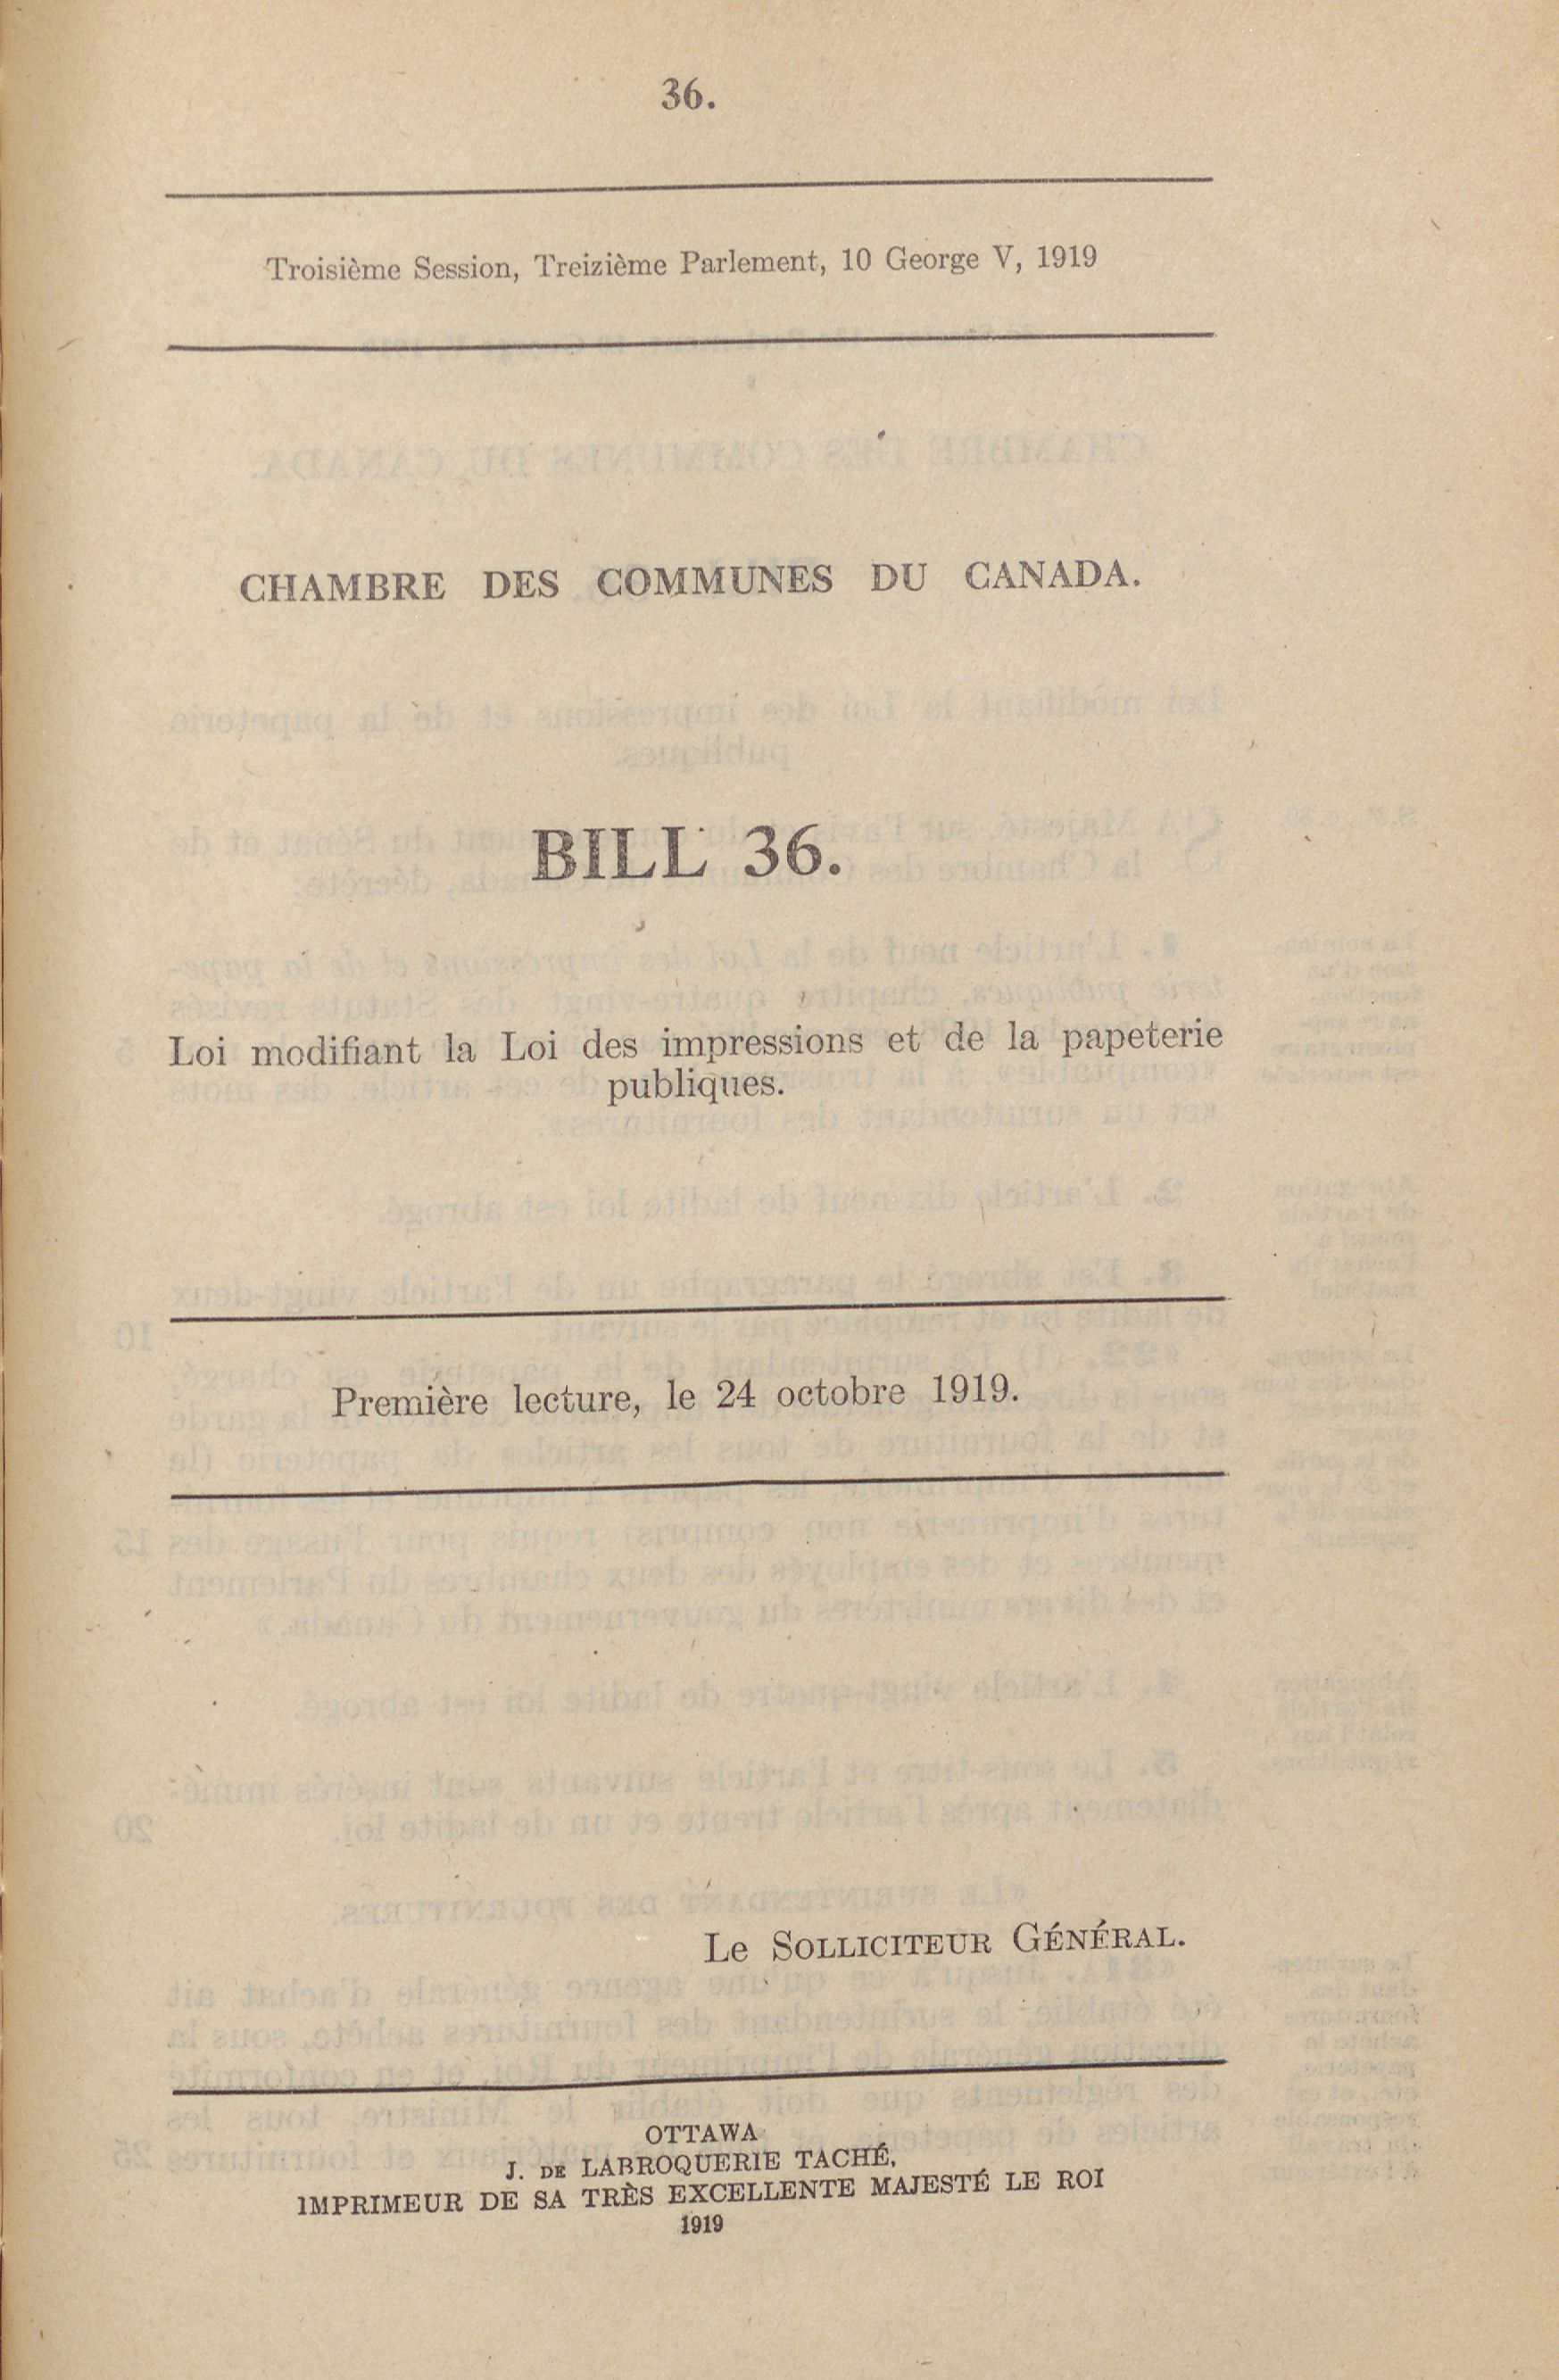 36.
Troisième Session, Treizième Parlement, 10 George V, 1919
CHAMBRE DES COMMUNES DU CANADA.
BILL 36.
Loi modifiant la Loi des impressions et de la papeterie
publiques.
Première lecture, le 24 octobre 1919.
Le Solliciteur Général.
OTTAWA
J. de LABROQUERIE TACHÉ,
IMPRIMEUR DE SA TRÈS EXCELLENTE MAJESTÉ LE ROI
1919